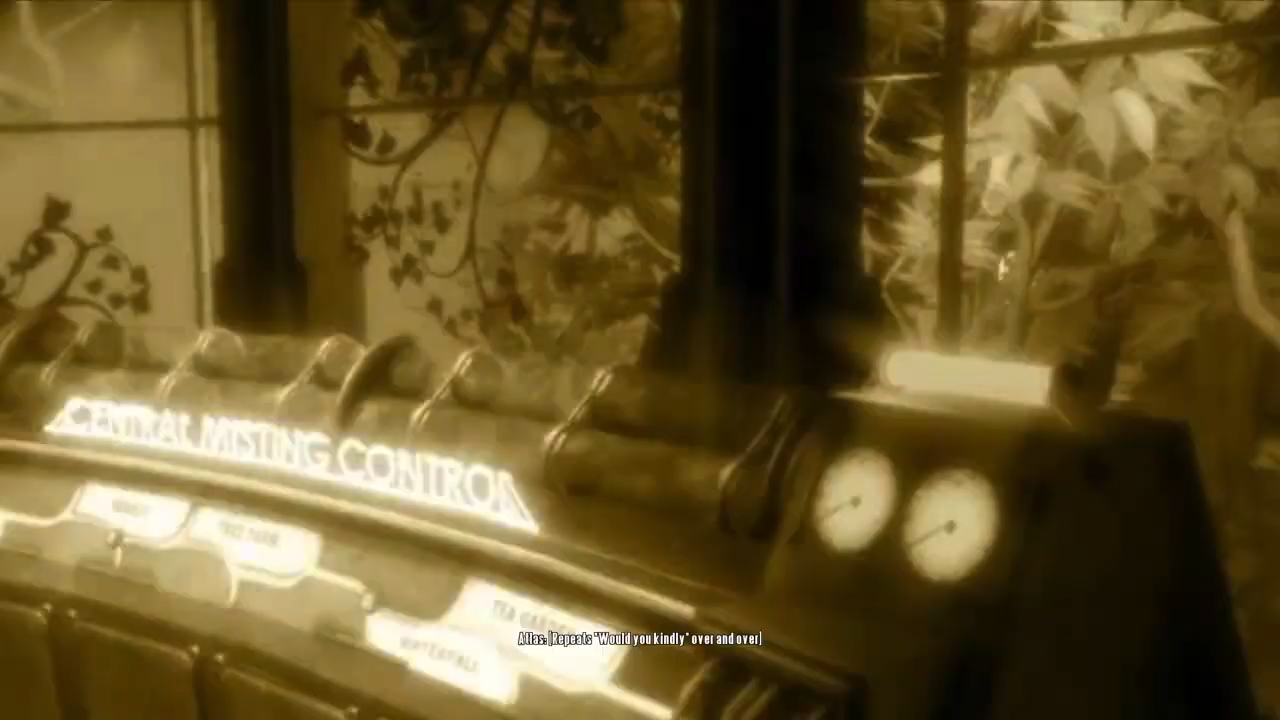 CENTRAL MISTING CONTROL
TEA GARDEN
WATERFALL
Atlas: [Repeats "Would you kindly" over and over]